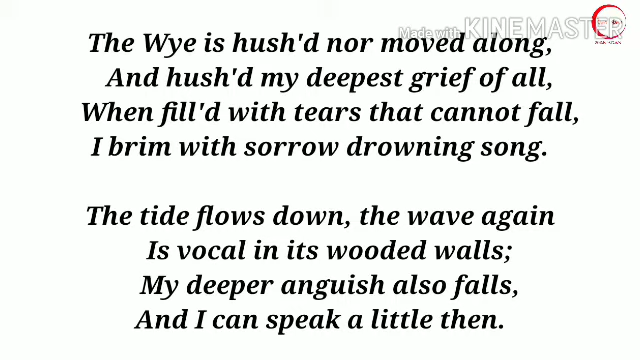 Made with KINEMASTER
The Wye is hush'd nor moved along,
And hush'd my deepest grief of all,
When fill'd with tears that cannot fall,
I brim with sorrow drowning song.
The tide flows down, the wave again
Is vocal in its wooded walls;
My deeper anguish also falls,
And I can speak a little then.